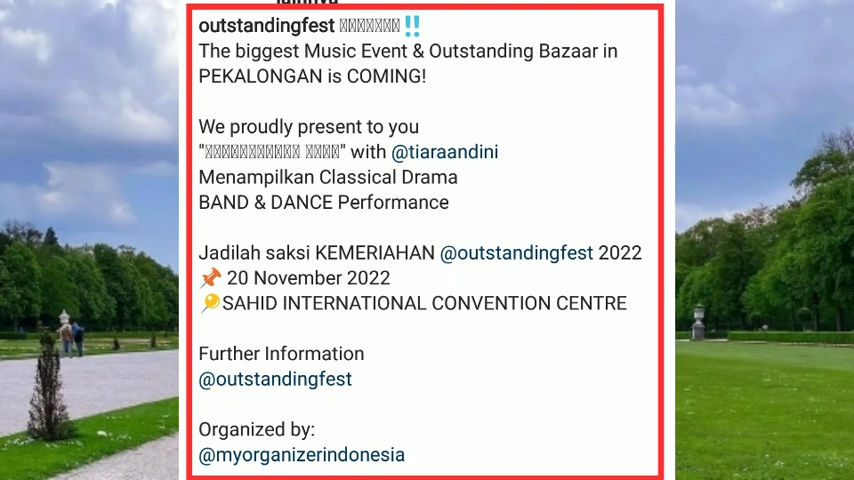 outstandingfest ‼️
The biggest Music Event & Outstanding Bazaar in
PEKALONGAN is COMING!
We proudly present to you
" " with @tiaraandini
Menampilkan Classical Drama
BAND & DANCE Performance
Jadilah saksi KEMERIAHAN @outstandingfest 2022
📌 20 November 2022
📍SAHID INTERNATIONAL CONVENTION CENTRE
Further Information
@outstandingfest
Organized by:
@myorganizerindonesia